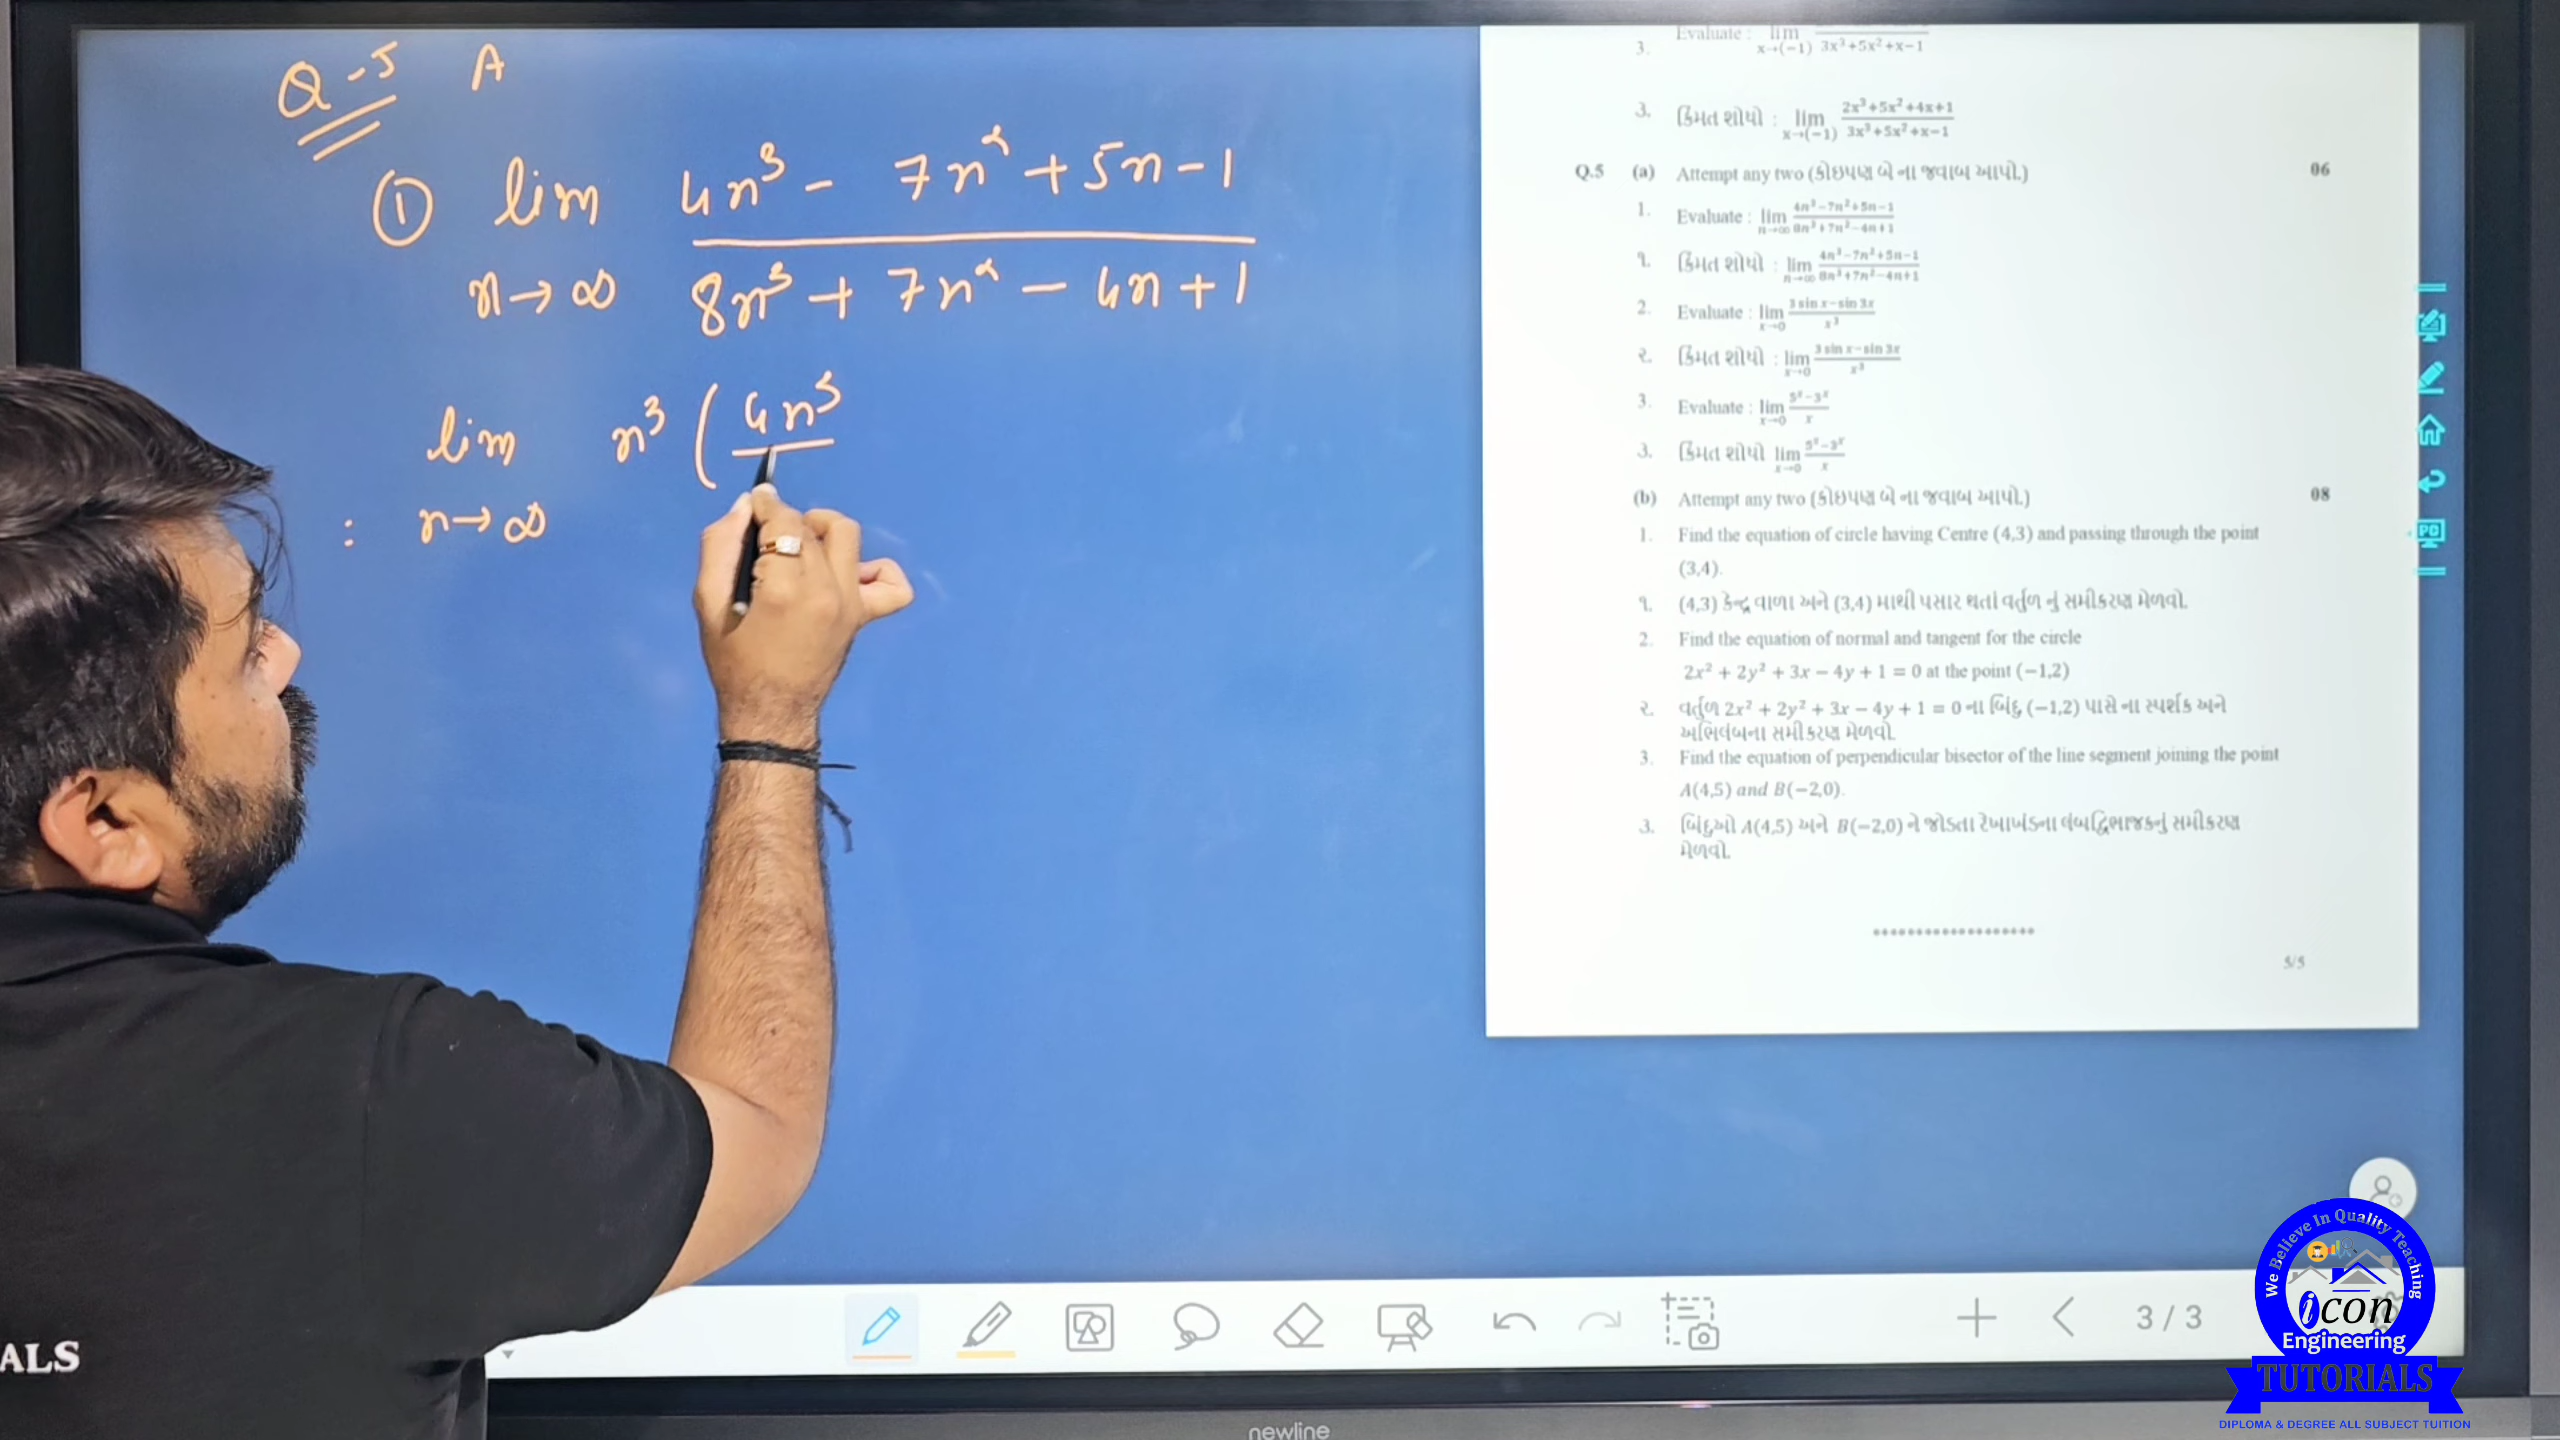 Q-5 A
① lim 4n³ - 7n² + 5n - 1
n→∞ 8n³ + 7n² - 4n + 1
lim n³ ( 4n³
: n→∞
3. Evaluate : lim x→(−1) 3x³+5x²+x−1
3. કિંમત શોધો : lim x→(−1) 2x³+5x²+4x+1 / 3x³+5x²+x−1
Q.5 (a) Attempt any two (કોઇપણ બે ના જવાબ આપો.) 06
1. Evaluate : lim n→∞ 4n³−7n²+5n−1 / 8n³+7n²−4n+1
૧. કિંમત શોધો : lim n→∞ 4n³−7n²+5n−1 / 8n³+7n²−4n+1
2. Evaluate : lim x→0 3 sin x−sin 3x / x³
૨. કિંમત શોધો : lim x→0 3 sin x−sin 3x / x³
3. Evaluate : lim x→0 5ˣ−3ˣ / x
3. કિંમત શોધો lim x→0 5ˣ−3ˣ / x
(b) Attempt any two (કોઇપણ બે ના જવાબ આપો.) 08
1. Find the equation of circle having Centre (4,3) and passing through the point
(3,4).
૧. (4,3) કેન્દ્ર વાળા અને (3,4) માથી પસાર થતાં વર્તુળ નું સમીકરણ મેળવો.
2. Find the equation of normal and tangent for the circle
2x² + 2y² + 3x − 4y + 1 = 0 at the point (−1,2)
૨. વર્તુળ 2x² + 2y² + 3x − 4y + 1 = 0 ના બિંદુ (−1,2) પાસે ના સ્પર્શક અને
અભિલંબના સમીકરણ મેળવો.
3. Find the equation of perpendicular bisector of the line segment joining the point
A(4,5) and B(−2,0).
3. બિંદુઓ A(4,5) અને B(−2,0) ને જોડતા રેખાખંડના લંબદ્વિભાજકનું સમીકરણ
મેળવો.
5/5
PD
3 / 3
ALS
newline
We Believe In Quality Teaching
icon
Engineering
TUTORIALS
DIPLOMA & DEGREE ALL SUBJECT TUITION